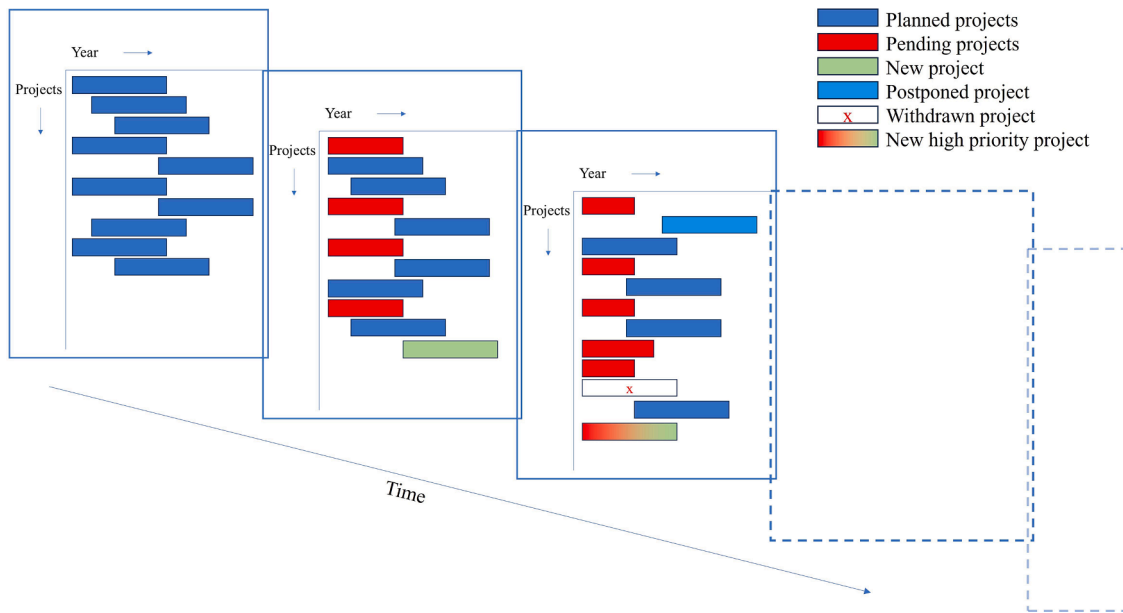 Year
Projects
Year
Projects
Year
Projects
Time
Planned projects
Pending projects
New project
Postponed project
x
Withdrawn project
New high priority project
x